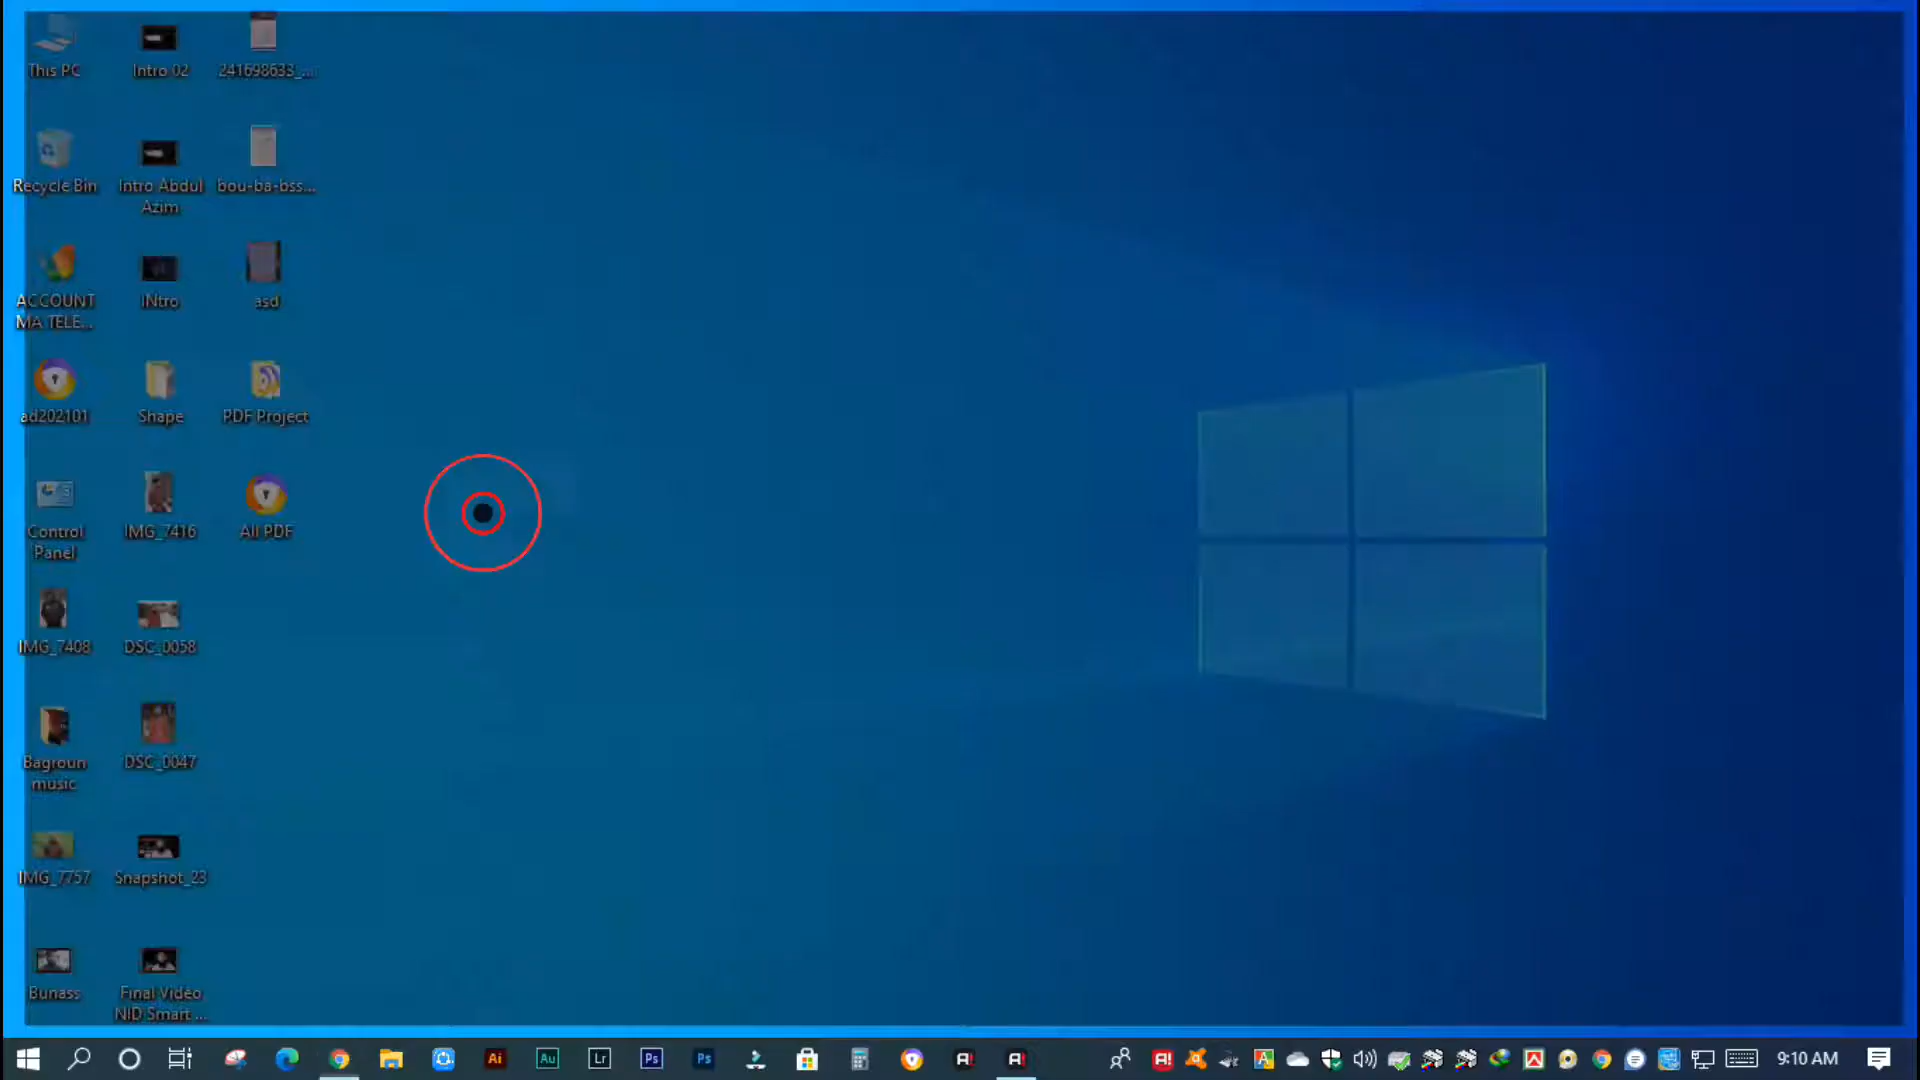 This PC
Intro 02
241698633_...
Recycle Bin
Intro Abdul
Azim
bou-ba-bss...
ACCOUNT
MA TELE...
INtro
asd
ad202101
Shape
PDF Project
Control
Panel
IMG_7416
All PDF
IMG_7408
DSC_0058
Bagroun
music
DSC_0047
IMG_7757
Snapshot_23
Bunass
Final Video
NID Smart ...
Ai
Au
Lr
Ps
Ps
A!
A!
A!
9:10 AM